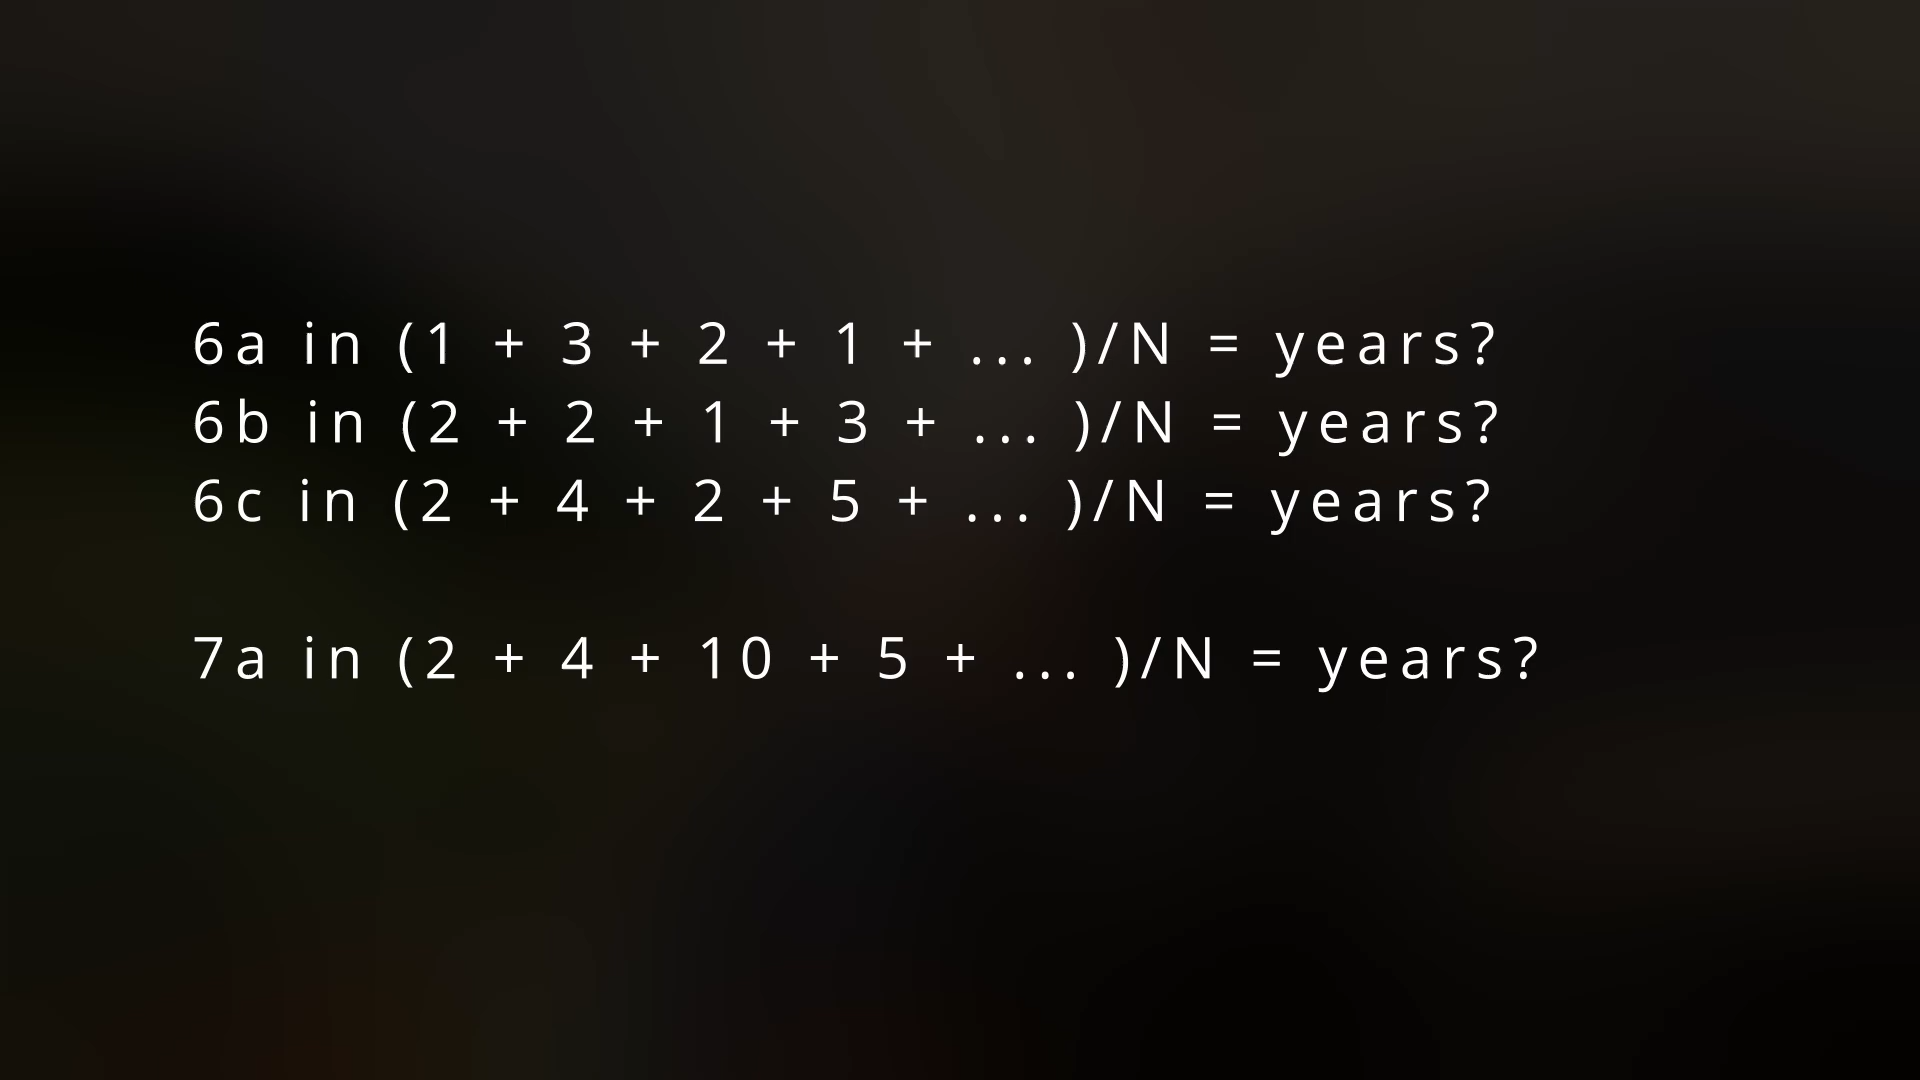 6a in (1 + 3 + 2 + 1 + ... )/N = years?
6b in (2 + 2 + 1 + 3 + ... )/N = years?
6c in (2 + 4 + 2 + 5 + ... )/N = years?
7a in (2 + 4 + 10 + 5 + ... )/N = years?